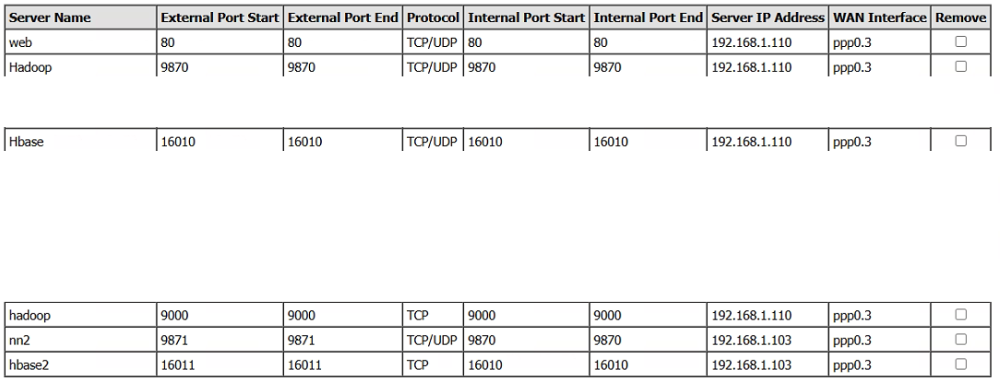 Server Name External Port Start External Port End Protocol Internal Port Start Internal Port End Server IP Address WAN Interface Remove
web 80 80 TCP/UDP 80 80 192.168.1.110 ppp0.3
Hadoop 9870 9870 TCP/UDP 9870 9870 192.168.1.110 ppp0.3
Hbase 16010 16010 TCP/UDP 16010 16010 192.168.1.110 ppp0.3
hadoop 9000 9000 TCP 9000 9000 192.168.1.110 ppp0.3
nn2 9871 9871 TCP/UDP 9870 9870 192.168.1.103 ppp0.3
hbase2 16011 16011 TCP 16010 16010 192.168.1.103 ppp0.3